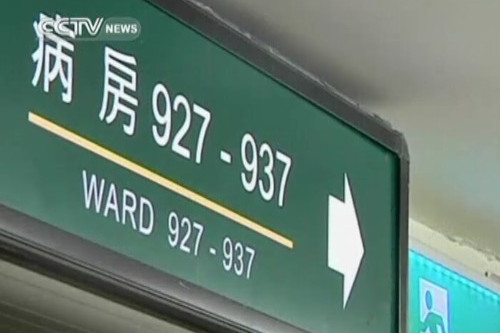 CCTV NEWS
病房 927 - 937
WARD 927 - 937